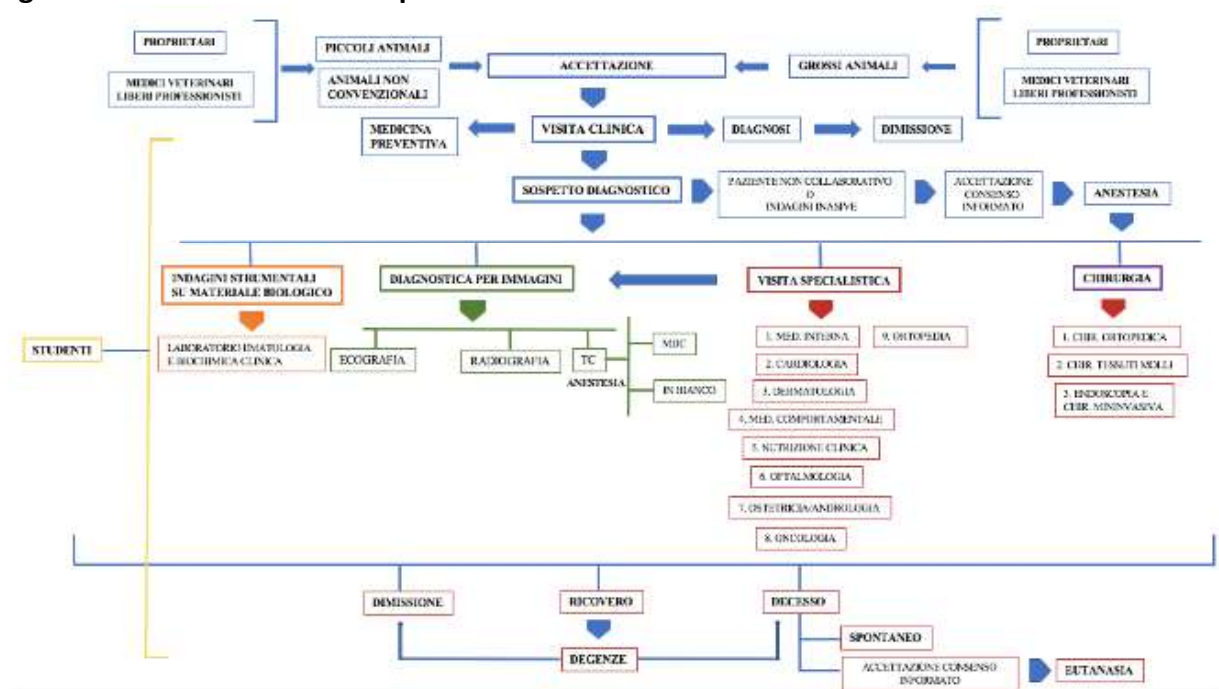 PROPRIETARI
MEDICI VETERINARI
LIBERI PROFESSIONISTI
PICCOLI ANIMALI
ANIMALI NON
CONVENZIONALI
ACCETTAZIONE
GROSSI ANIMALI
PROPRIETARI
MEDICI VETERINARI
LIBERI PROFESSIONISTI
MEDICINA
PREVENTIVA
VISITA CLINICA
DIAGNOSI
DIMISSIONE
SOSPETTO DIAGNOSTICO
PAZIENTE NON COLLABORATIVO
O
INDAGINI INASIVE
ACCETTAZIONE
CONSENSO
INFORMATO
ANESTESIA
INDAGINI STRUMENTALI
SU MATERIALE BIOLOGICO
DIAGNOSTICA PER IMMAGINI
VISITA SPECIALISTICA
CHIRURGIA
STUDENTI
LABORATORIO EMATOLOGIA
E BIOCHIMICA CLINICA
ECOGRAFIA
RADIOGRAFIA
TC
ANESTESIA
MDC
IN BIANCO
1. MED. INTERNA
9. ORTOPEDIA
2. CARDIOLOGIA
3. DERMATOLOGIA
4. MED. COMPORTAMENTALE
5. NUTRIZIONE CLINICA
6. OFTALMOLOGIA
7. OSTETRICIA/ANDROLOGIA
8. ONCOLOGIA
1. CHIR. ORTOPEDICA
2. CHIR. TESSUTI MOLLI
3. ENDOSCOPIA E
CHIR. MININVASIVA
DIMISSIONE
RICOVERO
DECESSO
DEGENZE
SPONTANEO
ACCETTAZIONE CONSENSO
INFORMATO
EUTANASIA